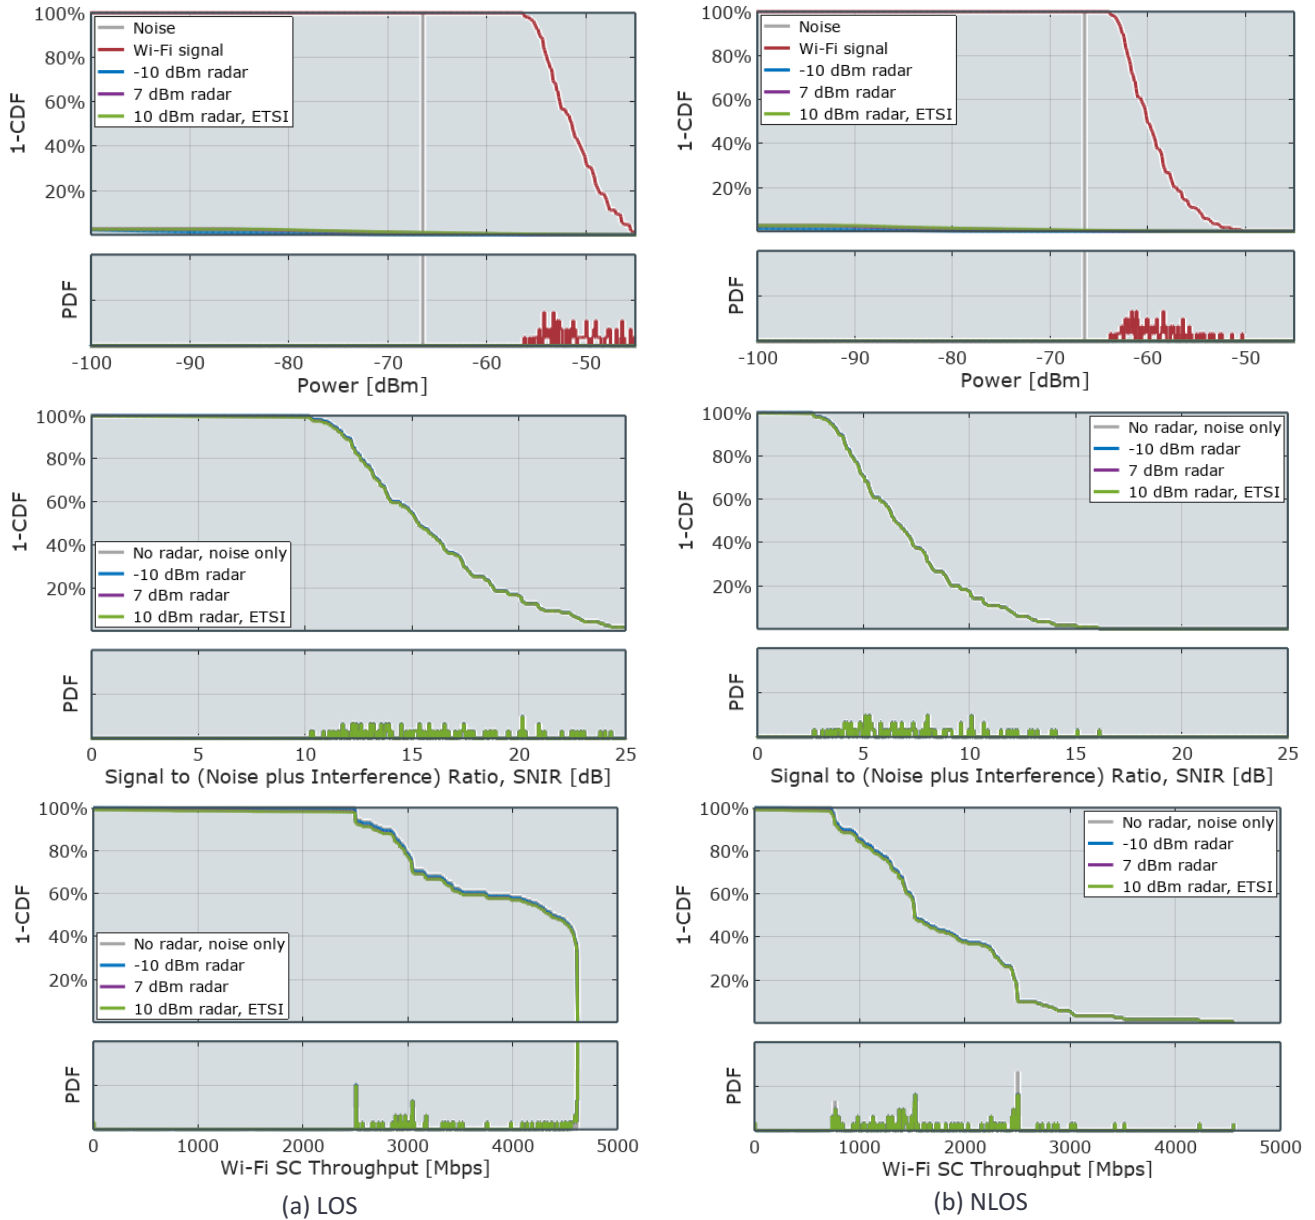 100%
80%
60%
40%
20%
1-CDF
Noise
Wi-Fi signal
-10 dBm radar
7 dBm radar
10 dBm radar, ETSI
PDF
-100
-90
-80
-70
-60
-50
Power [dBm]
100%
80%
60%
40%
20%
1-CDF
Noise
Wi-Fi signal
-10 dBm radar
7 dBm radar
10 dBm radar, ETSI
PDF
-100
-90
-80
-70
-60
-50
Power [dBm]
100%
80%
60%
40%
20%
1-CDF
No radar, noise only
-10 dBm radar
7 dBm radar
10 dBm radar, ETSI
PDF
0
5
10
15
20
25
Signal to (Noise plus Interference) Ratio, SNIR [dB]
100%
80%
60%
40%
20%
1-CDF
No radar, noise only
-10 dBm radar
7 dBm radar
10 dBm radar, ETSI
PDF
0
5
10
15
20
25
Signal to (Noise plus Interference) Ratio, SNIR [dB]
100%
80%
60%
40%
20%
1-CDF
No radar, noise only
-10 dBm radar
7 dBm radar
10 dBm radar, ETSI
PDF
0
1000
2000
3000
4000
5000
Wi-Fi SC Throughput [Mbps]
(a) LOS
100%
80%
60%
40%
20%
1-CDF
No radar, noise only
-10 dBm radar
7 dBm radar
10 dBm radar, ETSI
PDF
0
1000
2000
3000
4000
5000
Wi-Fi SC Throughput [Mbps]
(b) NLOS